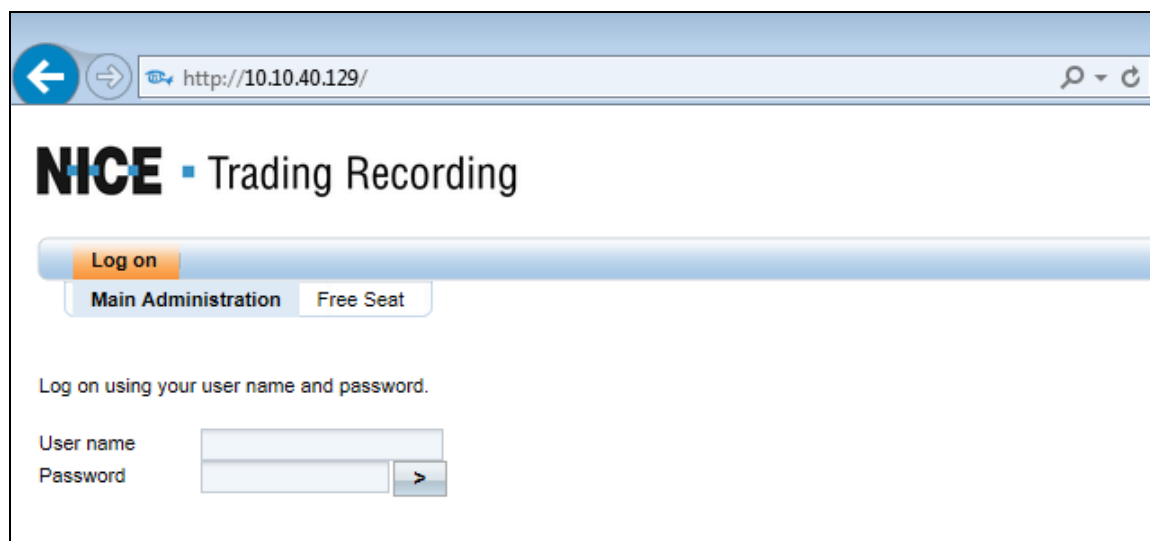 http://10.10.40.129/
NICE Trading Recording
Log on
Main Administration Free Seat
Log on using your user name and password.
User name
Password >